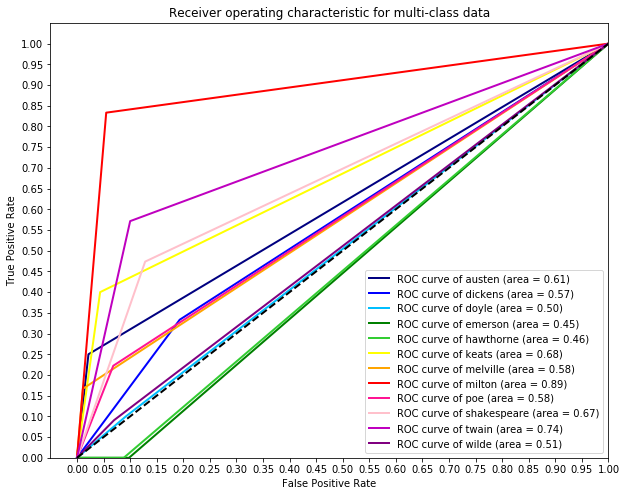 Receiver operating characteristic for multi-class data
True Positive Rate
1.00
0.95
0.90
0.85
0.80
0.75
0.70
0.65
0.60
0.55
0.50
0.45
0.40
0.35
0.30
0.25
0.20
0.15
0.10
0.05
0.00
ROC curve of austen (area = 0.61)
ROC curve of dickens (area = 0.57)
ROC curve of doyle (area = 0.50)
ROC curve of emerson (area = 0.45)
ROC curve of hawthorne (area = 0.46)
ROC curve of keats (area = 0.68)
ROC curve of melville (area = 0.58)
ROC curve of milton (area = 0.89)
ROC curve of poe (area = 0.58)
ROC curve of shakespeare (area = 0.67)
ROC curve of twain (area = 0.74)
ROC curve of wilde (area = 0.51)
0.00 0.05 0.10 0.15 0.20 0.25 0.30 0.35 0.40 0.45 0.50 0.55 0.60 0.65 0.70 0.75 0.80 0.85 0.90 0.95 1.00
False Positive Rate